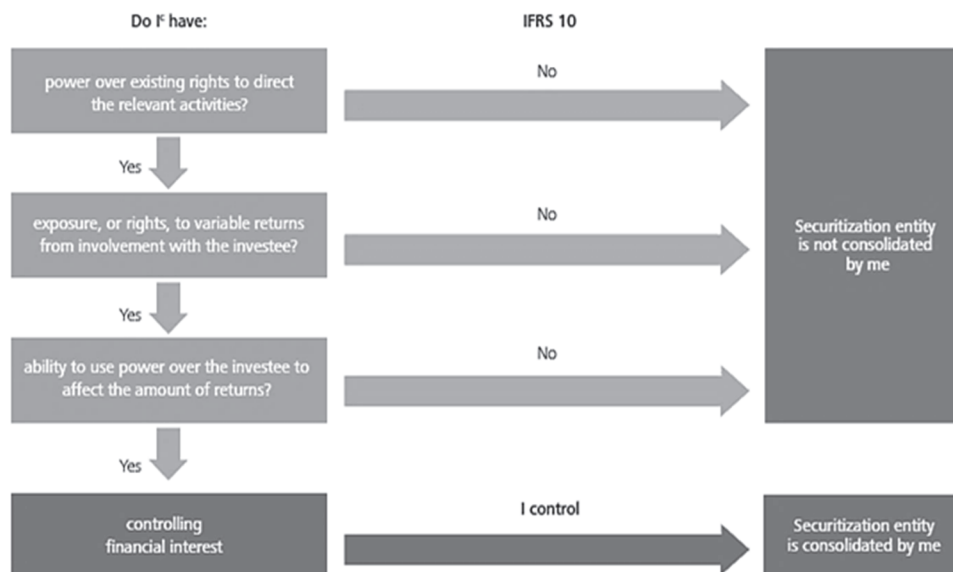 Do Iᶜ have:
IFRS 10
power over existing rights to direct
the relevant activities?
No
Yes
exposure, or rights, to variable returns
from involvement with the investee?
No
Securitization entity
is not consolidated
by me
Yes
ability to use power over the investee to
affect the amount of returns?
No
Yes
controlling
financial interest
I control
Securitization entity
is consolidated by me